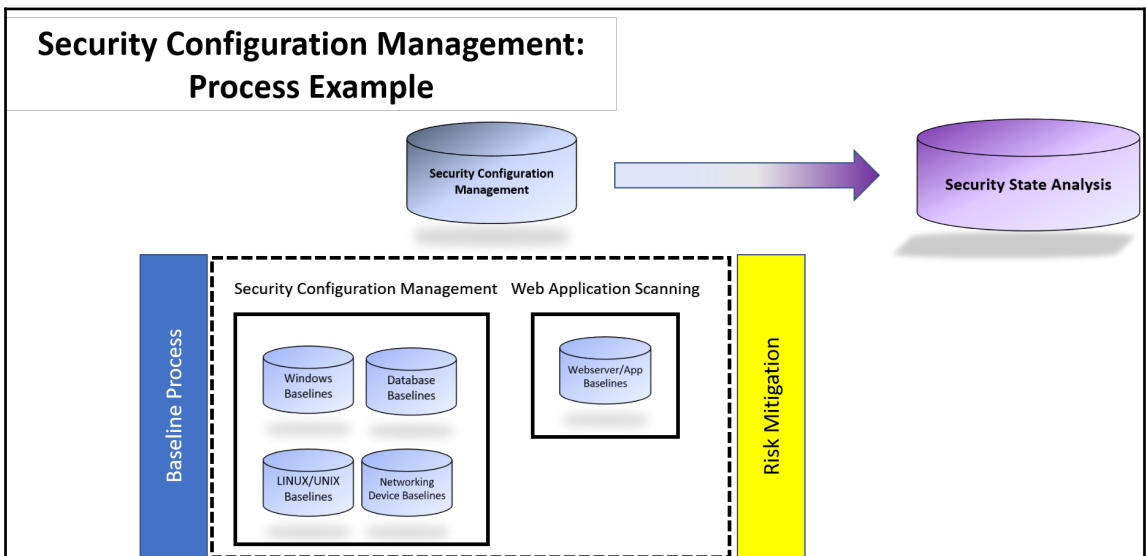 Security Configuration Management:
Process Example
Security Configuration
Management
Security State Analysis
Baseline Process
Security Configuration Management
Web Application Scanning
Windows
Baselines
Database
Baselines
LINUX/UNIX
Baselines
Networking
Device Baselines
Webserver/App
Baselines
Risk Mitigation